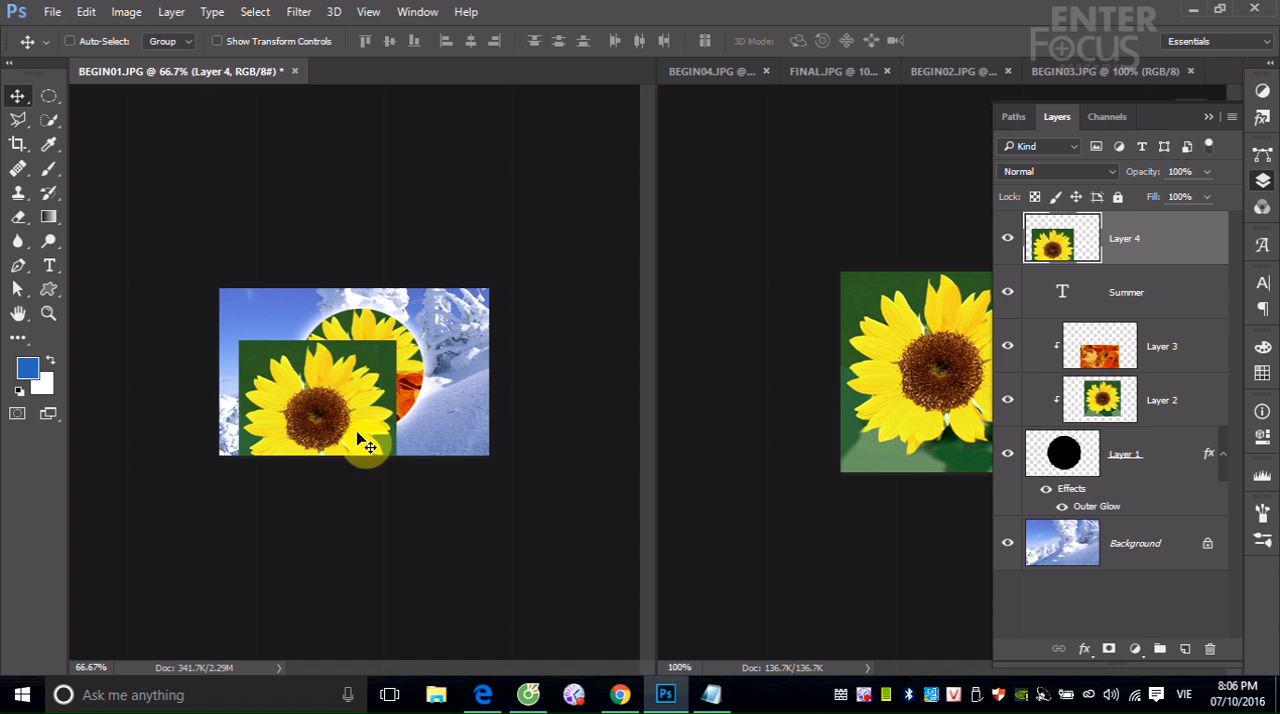 Ps File Edit Image Layer Type Select Filter 3D View Window Help
ENTER
FOCUS
Auto-Select: Group Show Transform Controls 3D Mode: Essentials
BEGIN01.JPG @ 66.7% (Layer 4, RGB/8#) * BEGIN04.JPG @... FINAL.JPG @ 10... BEGIN02.JPG @... BEGIN03.JPG @ 100% (RGB/8)
Paths Layers Channels
Kind
Normal Opacity: 100%
Lock: Fill: 100%
Layer 4
Summer
Layer 3
Layer 2
Layer 1 fx
Effects
Outer Glow
Background
fx
66.67% Doc: 341.7K/2.29M 100% Doc: 136.7K/136.7K
Ask me anything Ps VIE 8:06 PM
07/10/2016